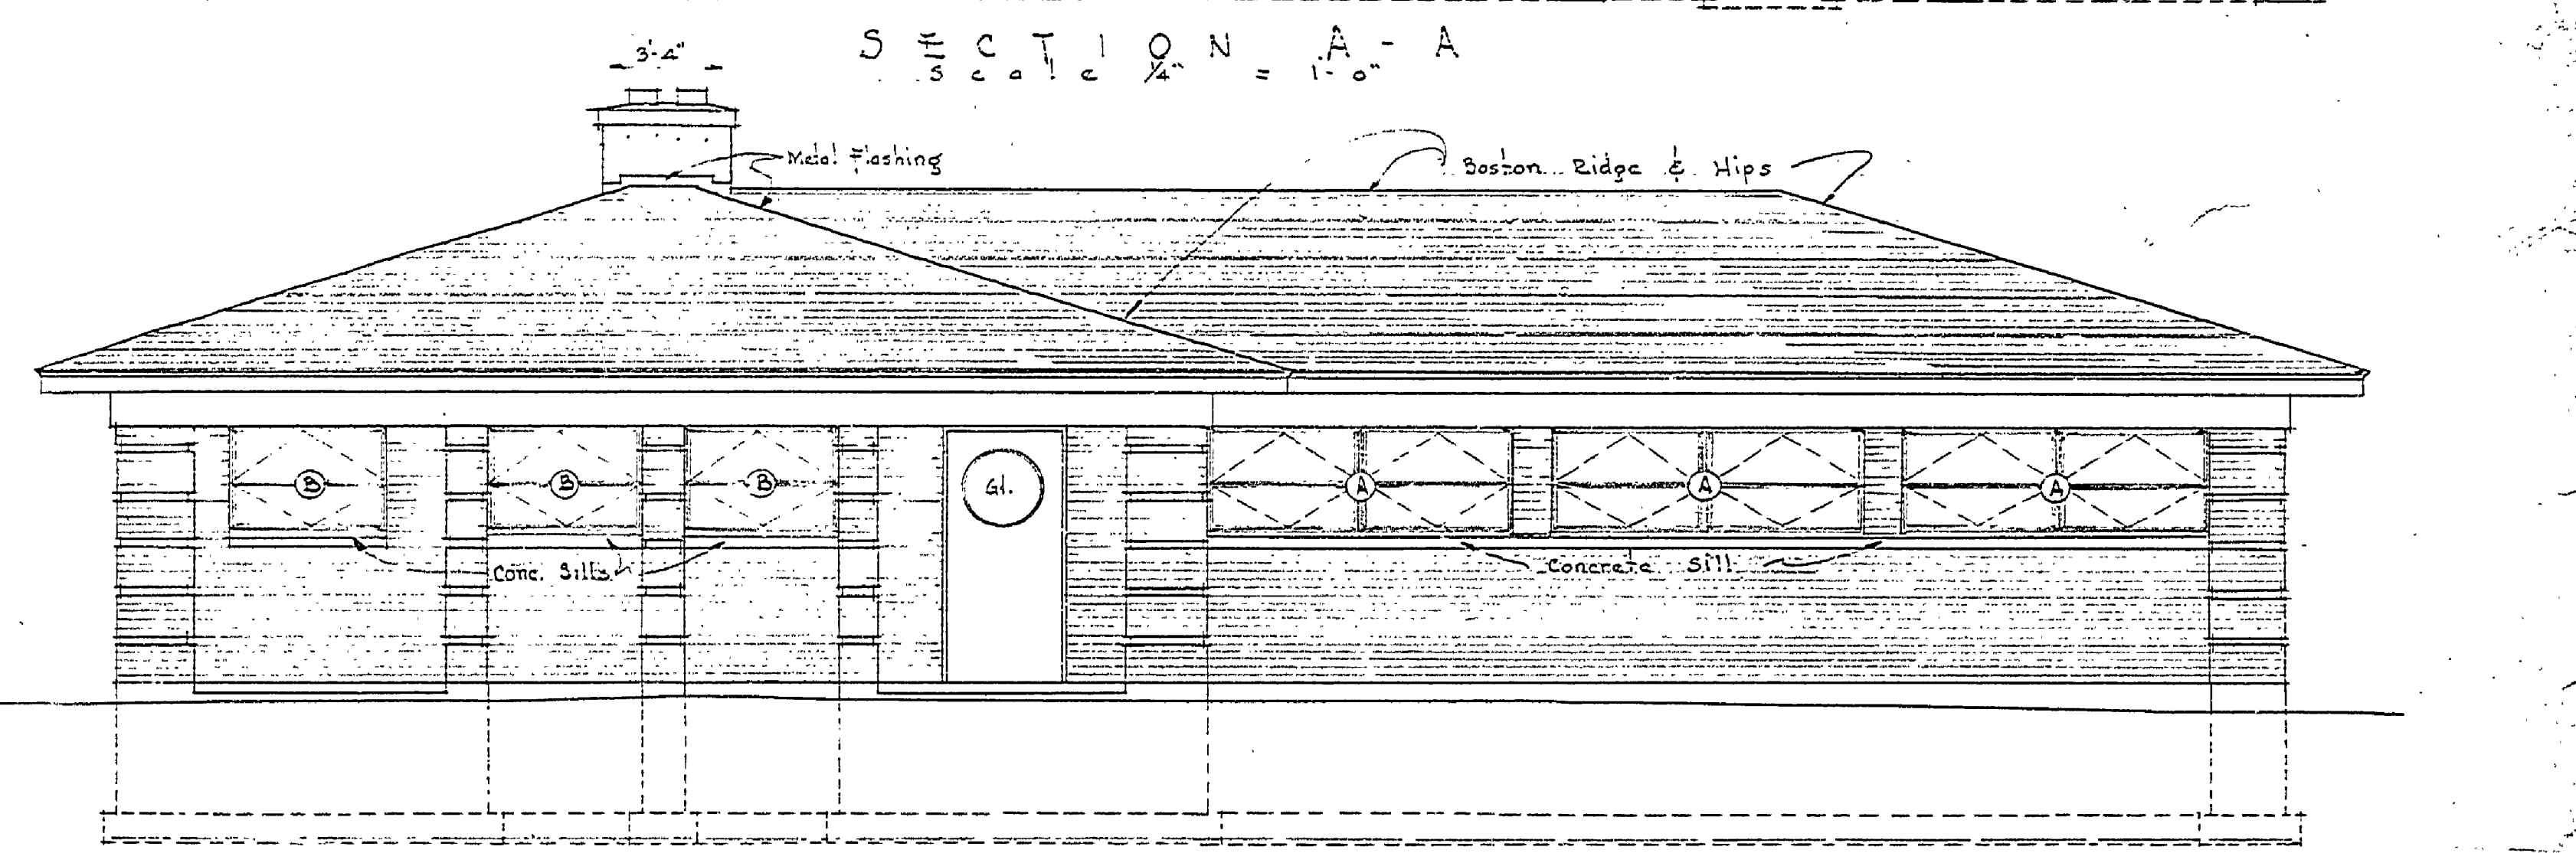 SECTION A-A
Scale 1/4" = 1'-0"
3'-4"
Metal Flashing
Boston Ridge & Hips
B
B
B
Gl.
A
A
A
Conc. Sills
Concrete Sill